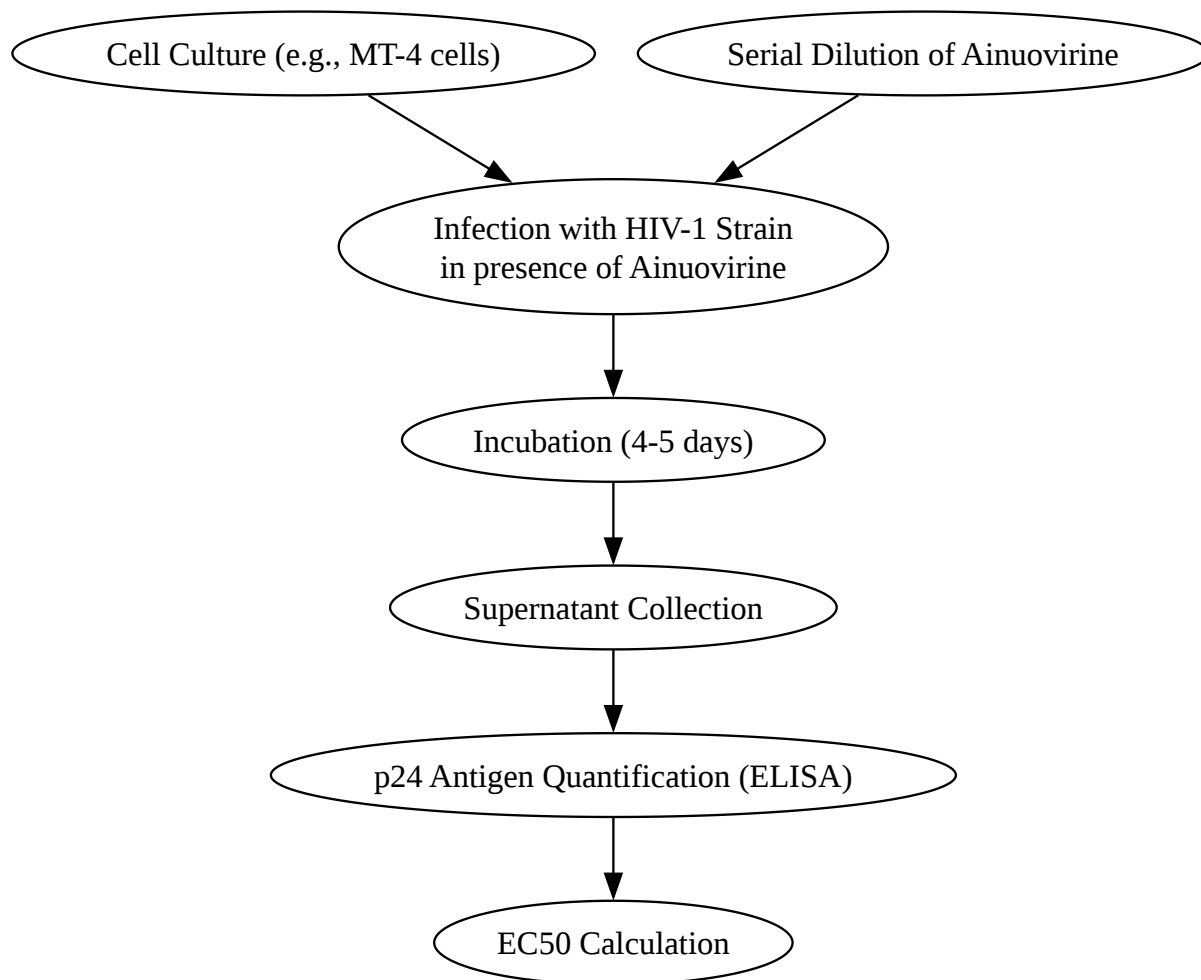 Cell Culture (e.g., MT-4 cells)
Serial Dilution of Ainuovirine
Infection with HIV-1 Strain
in presence of Ainuovirine
Incubation (4-5 days)
Supernatant Collection
p24 Antigen Quantification (ELISA)
EC50 Calculation